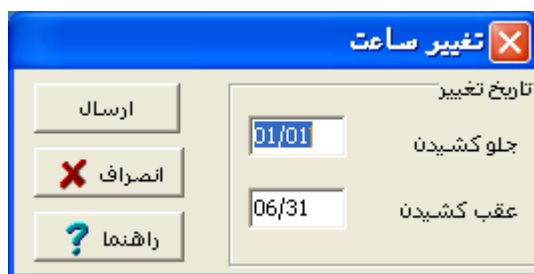 تغییر ساعت
تاریخ تغییر
جلو کشیدن 01/01
عقب کشیدن 06/31
ارسال
انصراف
راهنما